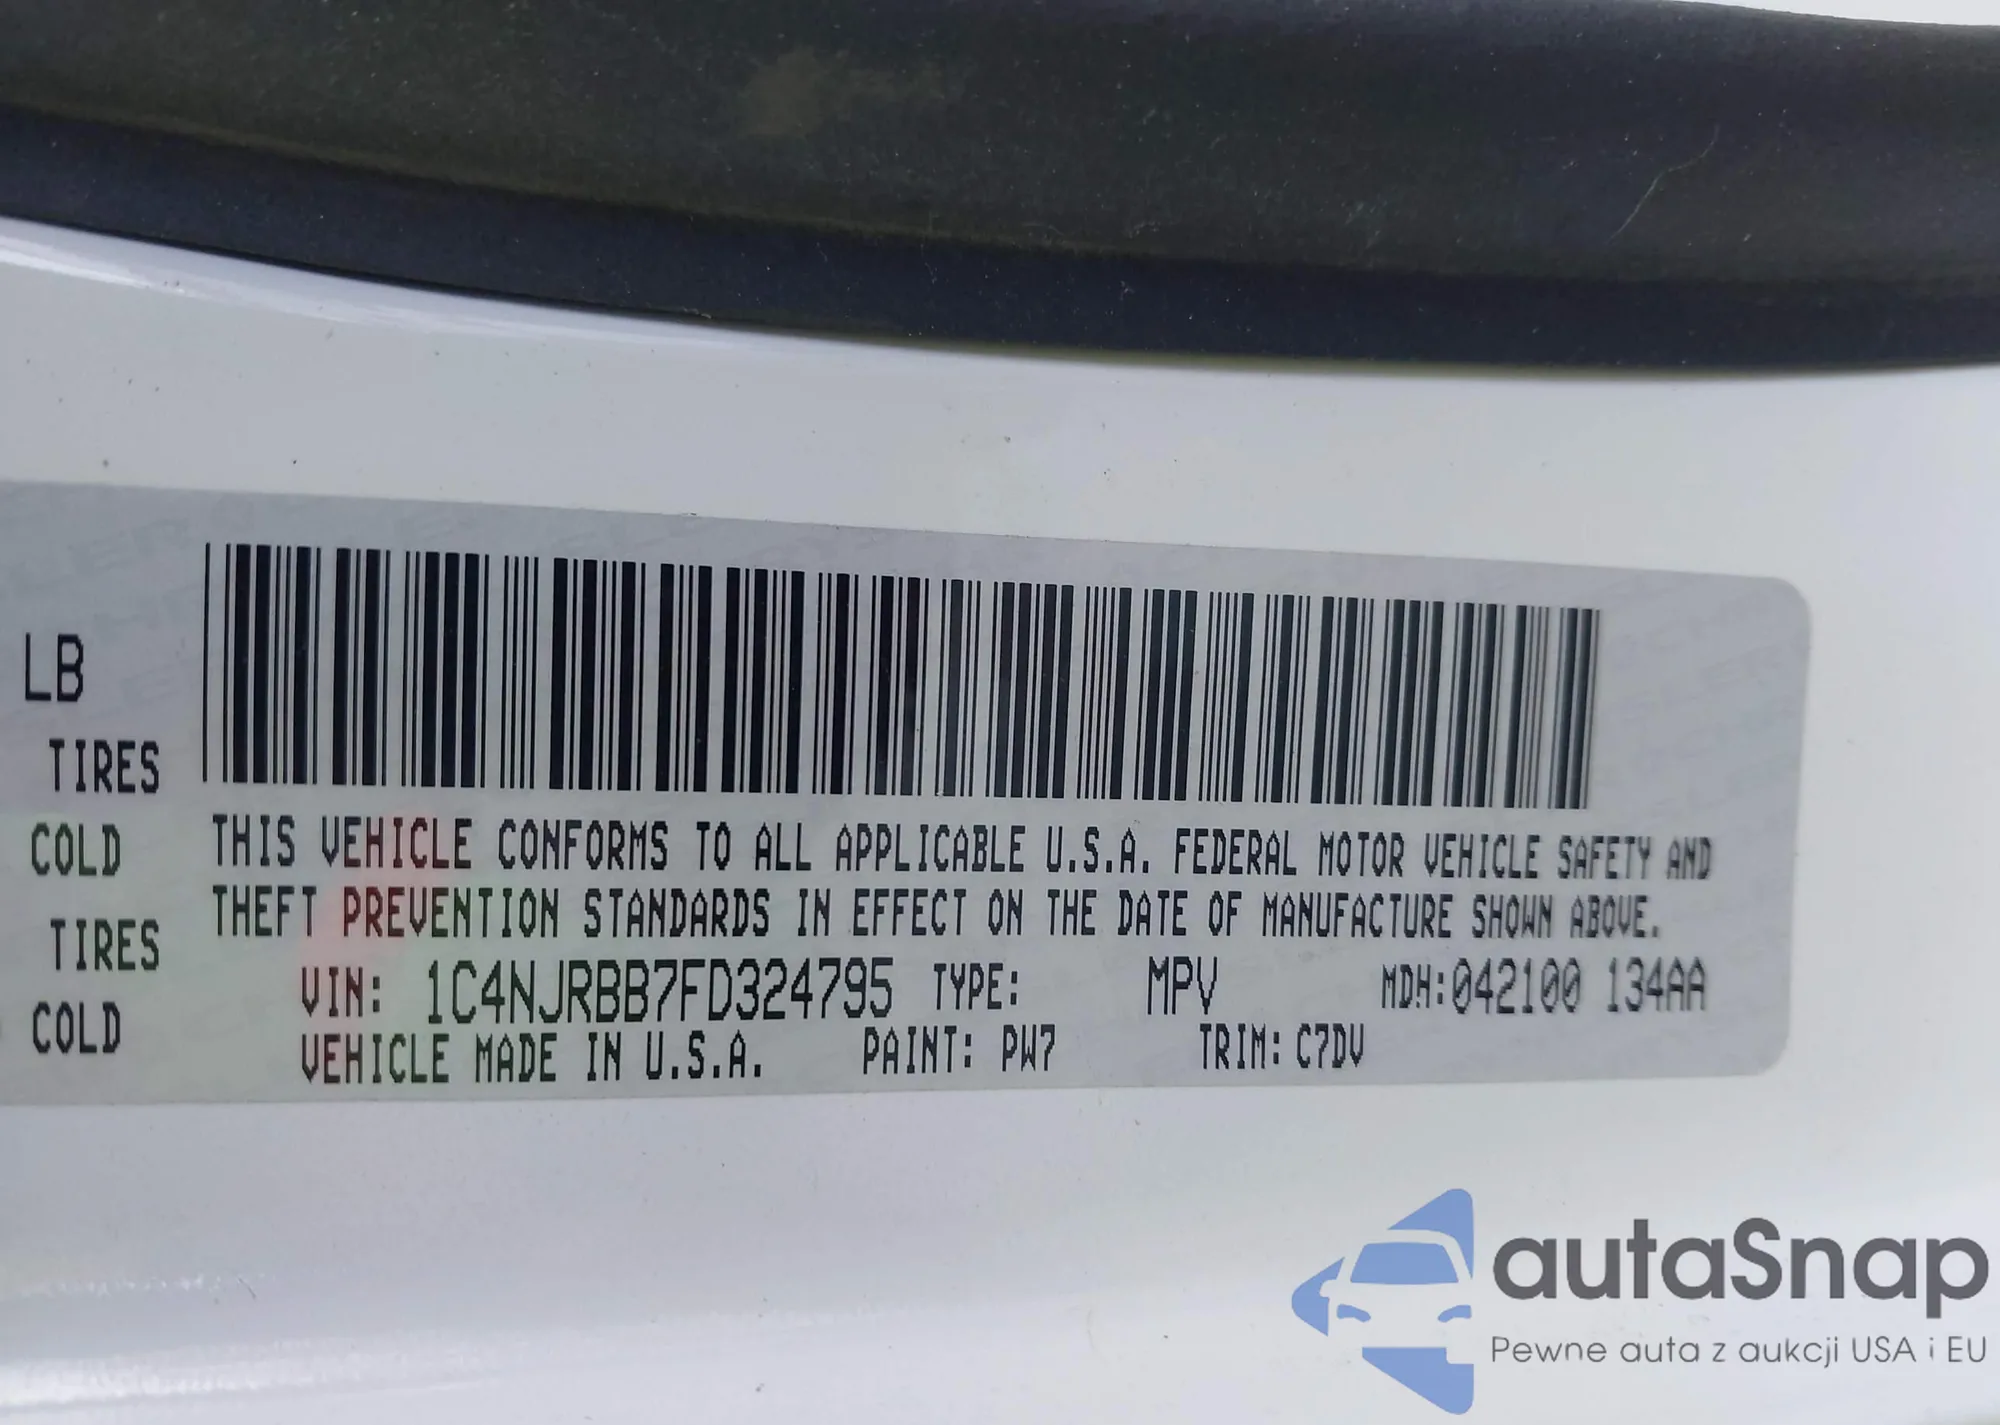 LB
TIRES
COLD
TIRES
COLD
THIS VEHICLE CONFORMS TO ALL APPLICABLE U.S.A. FEDERAL MOTOR VEHICLE SAFETY AND
THEFT PREVENTION STANDARDS IN EFFECT ON THE DATE OF MANUFACTURE SHOWN ABOVE.
VIN: 1C4NJRBB7FD324795 TYPE: MPV MDH:042100 134AA
VEHICLE MADE IN U.S.A. PAINT: PW7 TRIM: C7DV
autaSnap
Pewne auta z aukcji USA i EU